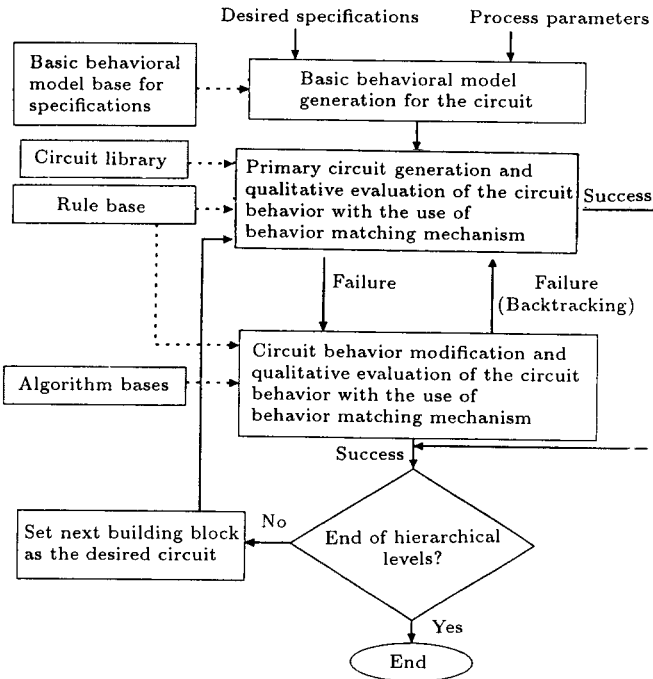 Desired specifications
Process parameters
Basic behavioral
model base for
specifications
Basic behavioral model
generation for the circuit
Circuit library
Rule base
Primary circuit generation and
qualitative evaluation of the circuit
behavior with the use of
behavior matching mechanism
Success
Failure
Failure
(Backtracking)
Algorithm bases
Circuit behavior modification and
qualitative evaluation of the circuit
behavior with the use of
behavior matching mechanism
Success
Set next building block
as the desired circuit
No
End of hierarchical
levels?
Yes
End